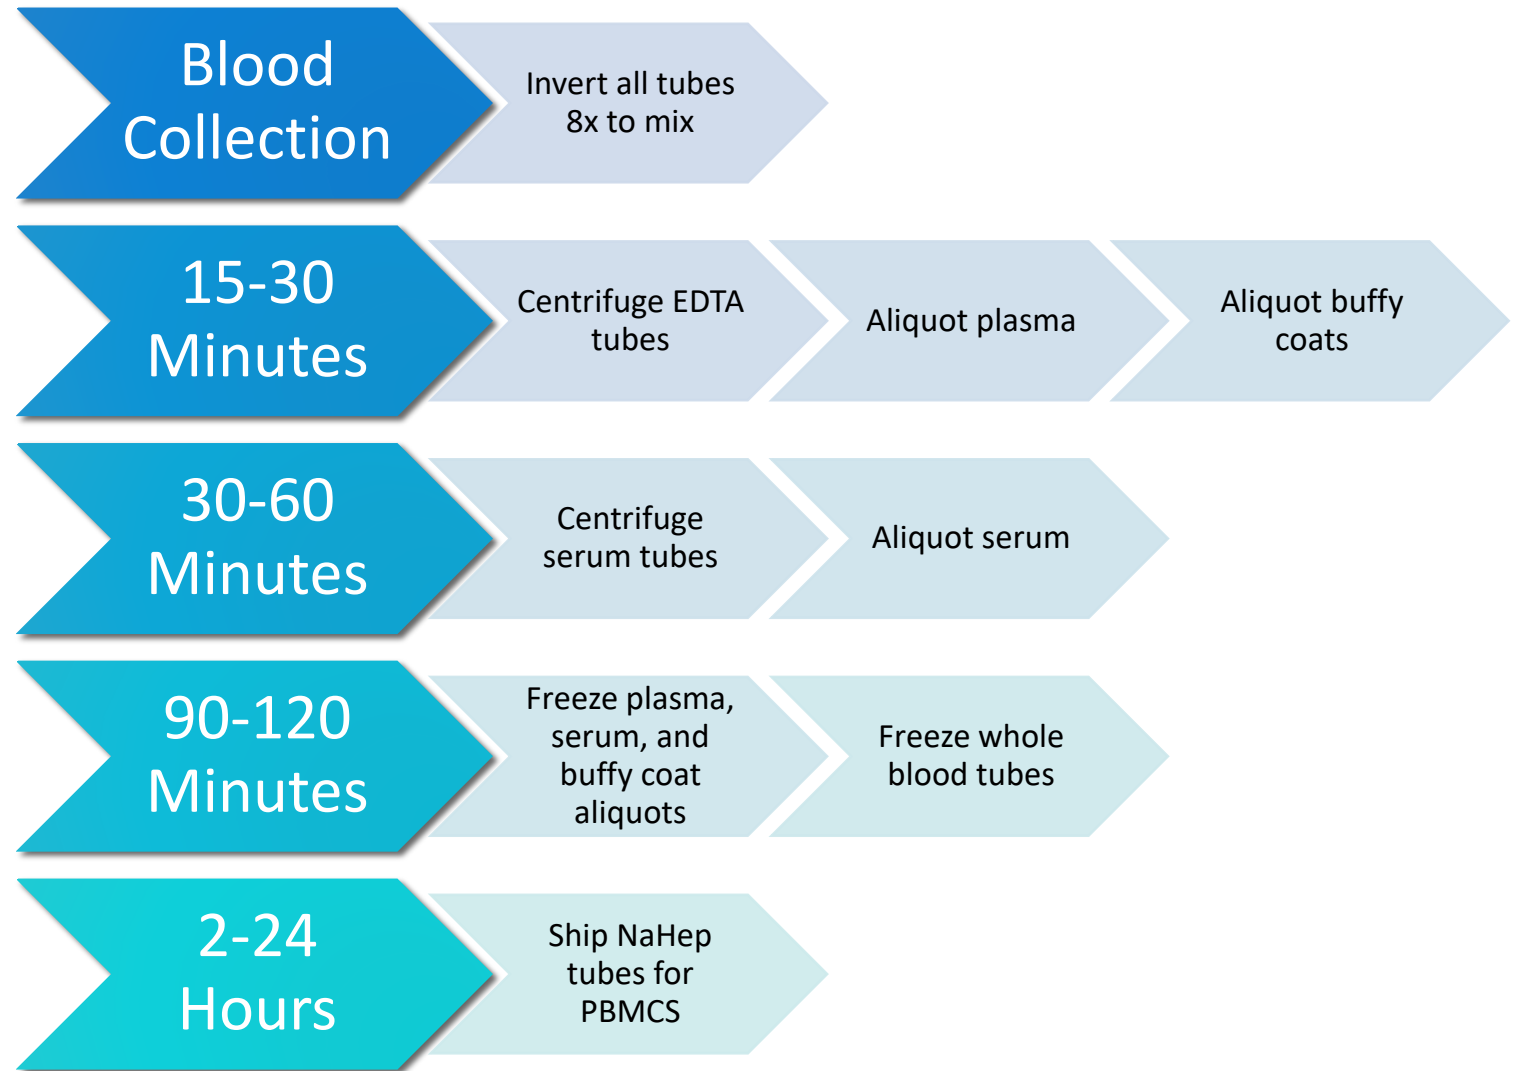 Blood
Collection
Invert all tubes
8x to mix
15-30
Minutes
Centrifuge EDTA
tubes
Aliquot plasma
Aliquot buffy
coats
30-60
Minutes
Centrifuge
serum tubes
Aliquot serum
90-120
Minutes
Freeze plasma,
serum, and
buffy coat
aliquots
Freeze whole
blood tubes
2-24
Hours
Ship NaHep
tubes for
PBMCS